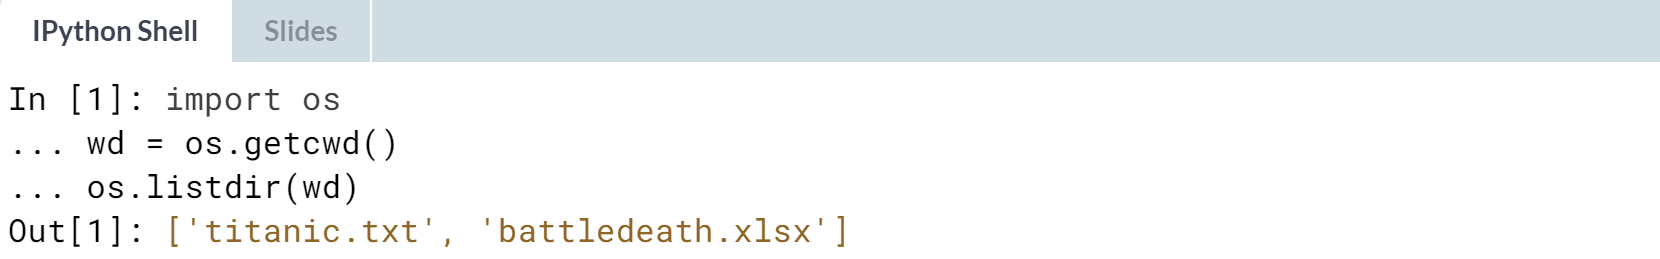 IPython Shell Slides
In [1]: import os
... wd = os.getcwd()
... os.listdir(wd)
Out[1]: ['titanic.txt', 'battledeath.xlsx']